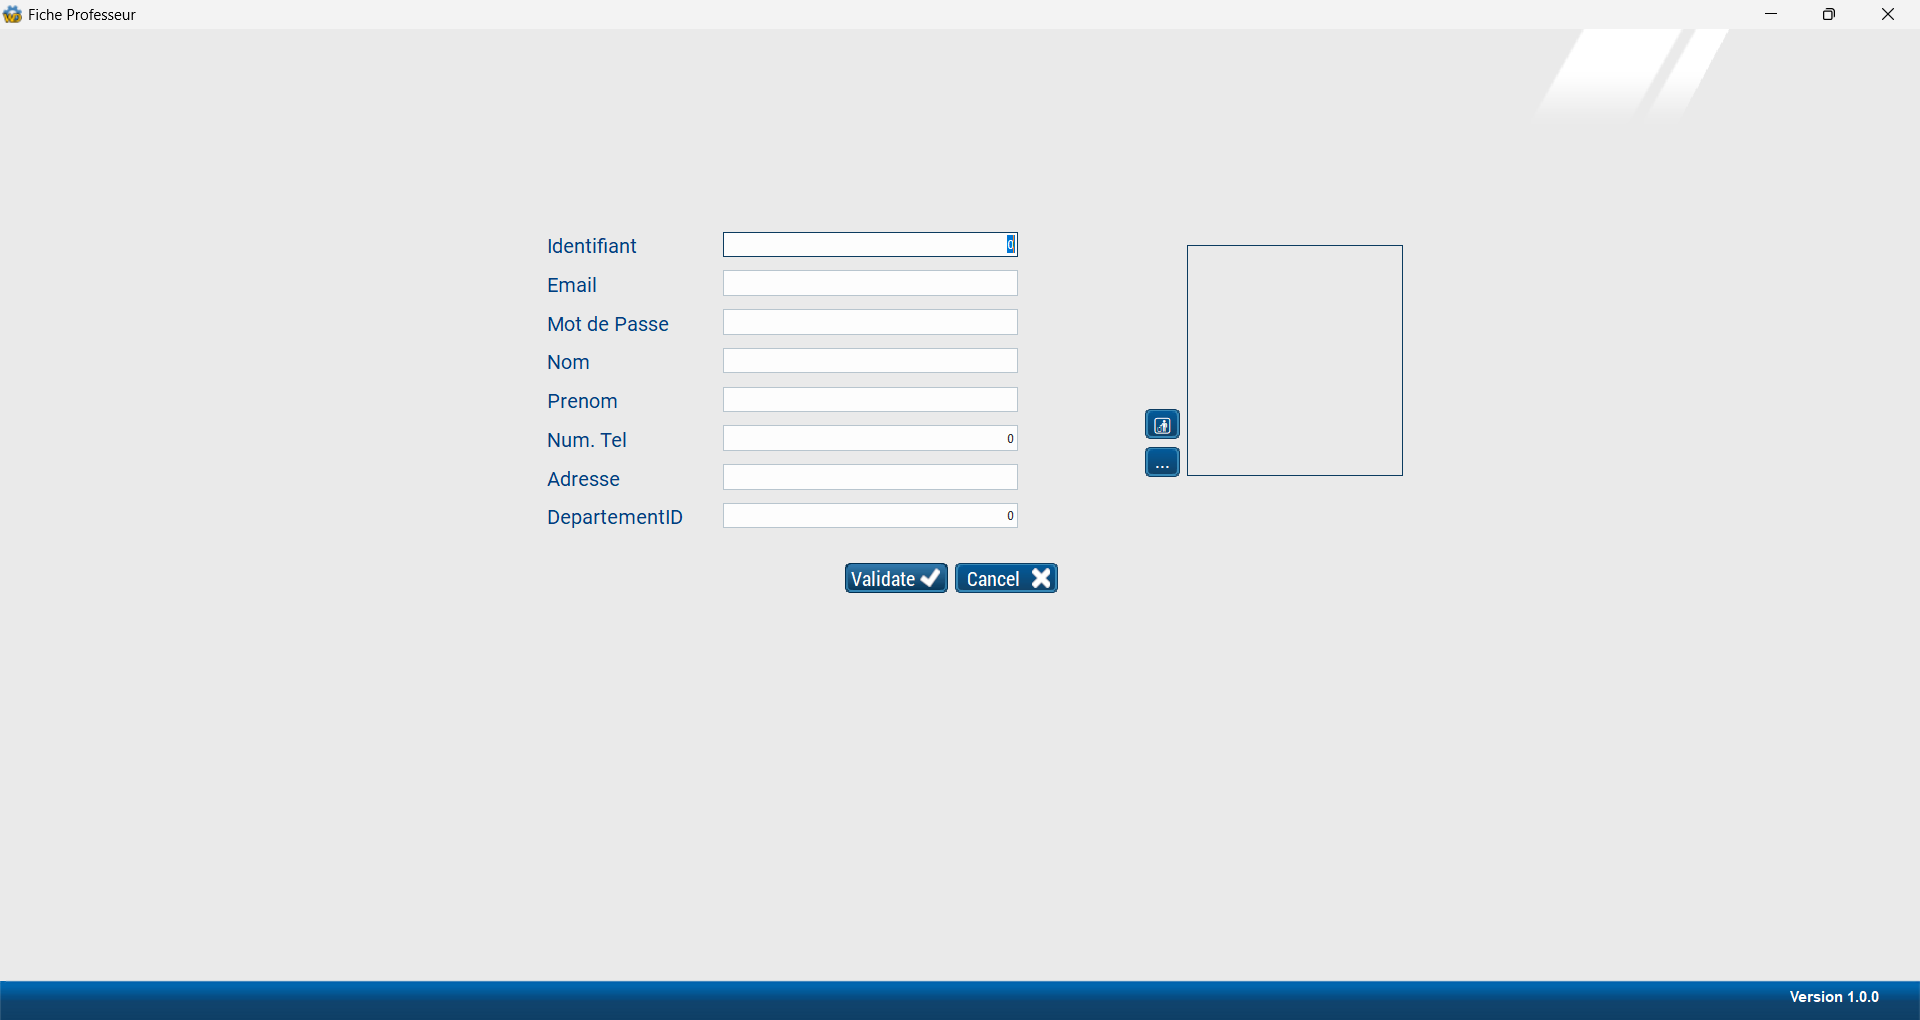 Fiche Professeur
Identifiant 0
Email
Mot de Passe
Nom
Prenom
Num. Tel 0
Adresse
...
DepartementID 0
Validate Cancel
Version 1.0.0